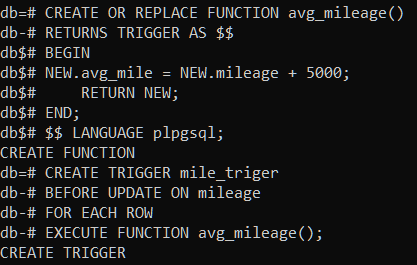 db=# CREATE OR REPLACE FUNCTION avg_mileage()
db-# RETURNS TRIGGER AS $$
db$# BEGIN
db$# NEW.avg_mile = NEW.mileage + 5000;
db$#     RETURN NEW;
db$# END;
db$# $$ LANGUAGE plpgsql;
CREATE FUNCTION
db=# CREATE TRIGGER mile_triger
db-# BEFORE UPDATE ON mileage
db-# FOR EACH ROW
db-# EXECUTE FUNCTION avg_mileage();
CREATE TRIGGER